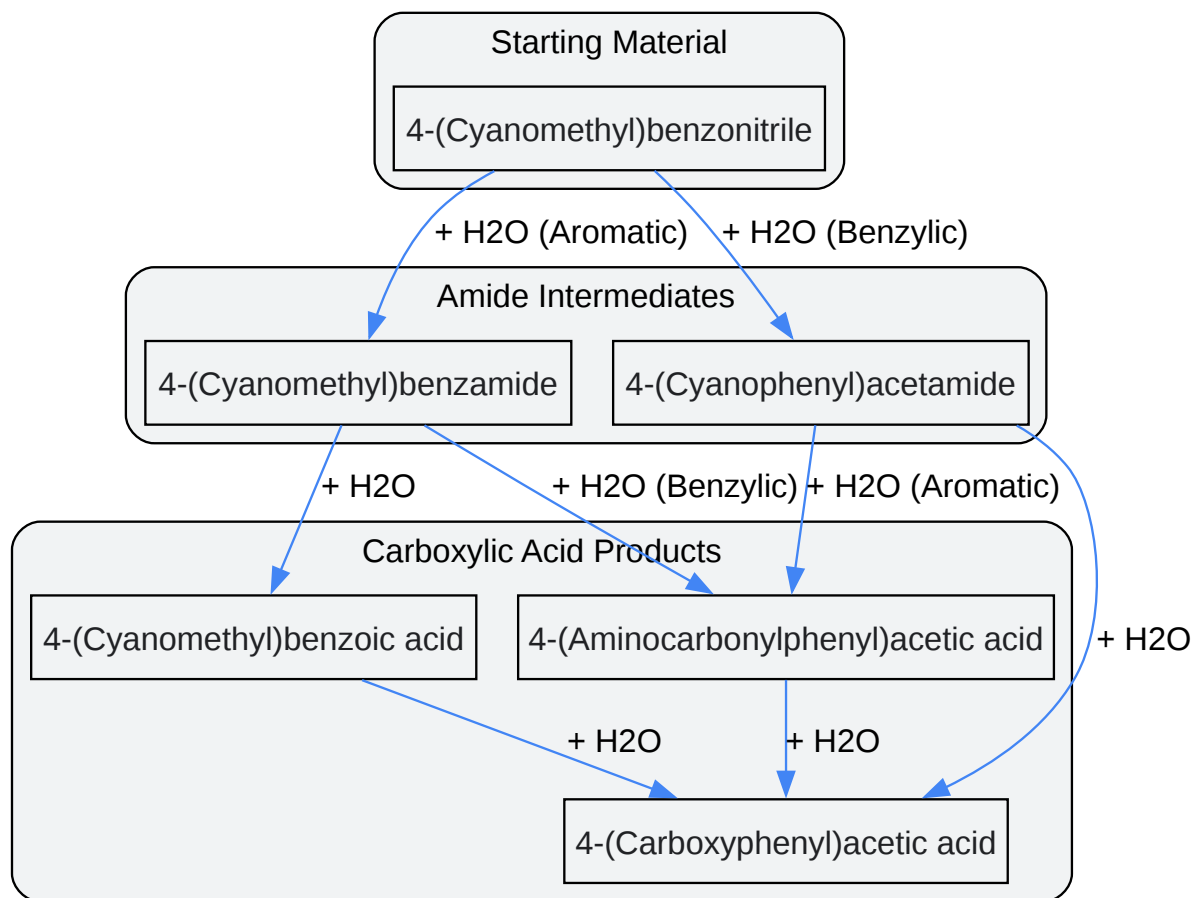 Starting Material
4-(Cyanomethyl)benzonitrile
+ H2O (Aromatic)
+ H2O (Benzylic)
Amide Intermediates
4-(Cyanomethyl)benzamide
4-(Cyanophenyl)acetamide
+ H2O
+ H2O (Benzylic)
+ H2O (Aromatic)
Carboxylic Acid Products
4-(Cyanomethyl)benzoic acid
4-(Aminocarbonylphenyl)acetic acid
+ H2O
+ H2O
+ H2O
4-(Carboxyphenyl)acetic acid